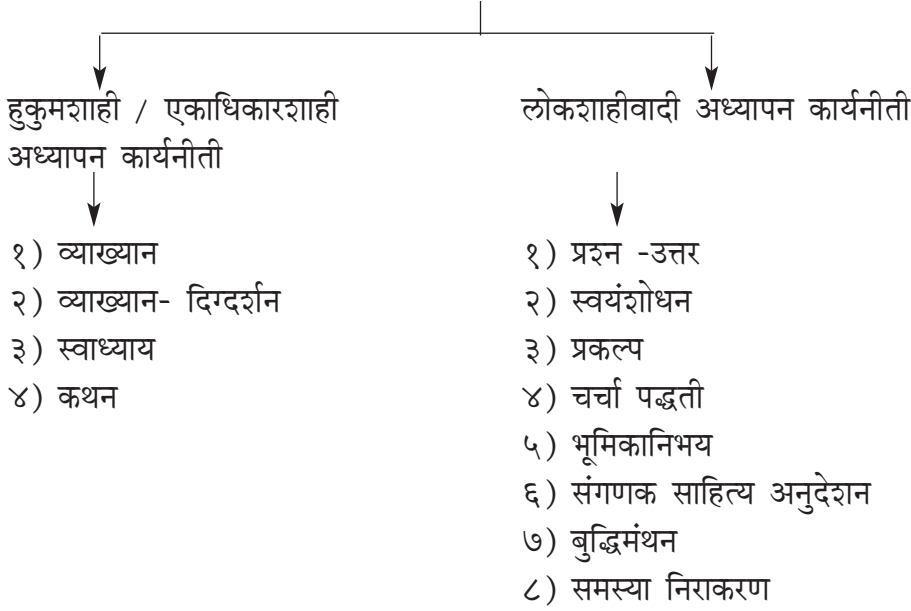 हुकुमशाही / एकाधिकारशाही
अध्यापन कार्यनीती
१) व्याख्यान
२) व्याख्यान- दिग्दर्शन
३) स्वाध्याय
४) कथन
लोकशाहीवादी अध्यापन कार्यनीती
१) प्रश्न -उत्तर
२) स्वयंशोधन
३) प्रकल्प
४) चर्चा पद्धती
५) भूमिकानिभय
६) संगणक साहित्य अनुदेशन
७) बुद्धिमंथन
८) समस्या निराकरण